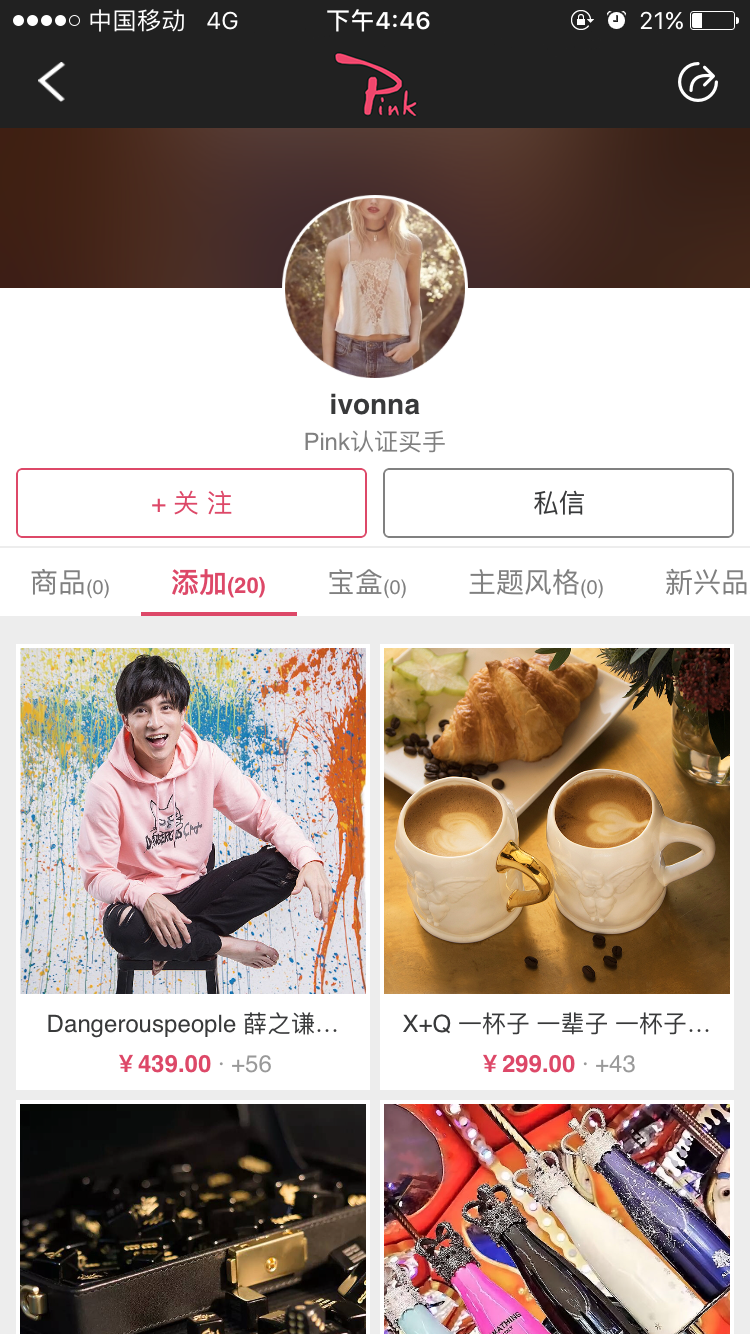 中国移动 4G 下午4:46 21%
Pink
ivonna
Pink认证买手
+ 关 注
私信
商品(0) 添加(20) 宝盒(0) 主题风格(0) 新兴品
Dangerouspeople 薛之谦...
¥ 439.00 · +56
X+Q 一杯子 一辈子 一杯子...
¥ 299.00 · +43